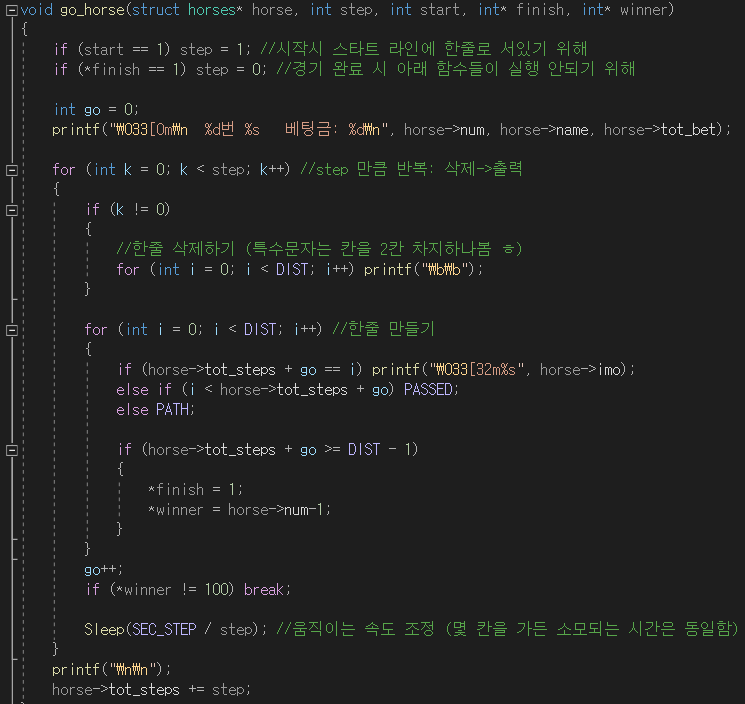 void go_horse(struct horses* horse, int step, int start, int* finish, int* winner)
{
if (start == 1) step = 1; //시작시 스타트 라인에 한줄로 서있기 위해
if (*finish == 1) step = 0; //경기 완료 시 아래 함수들이 실행 안되기 위해
int go = 0;
printf("₩033[0m₩n  %d번 %s   베팅금: %d₩n", horse->num, horse->name, horse->tot_bet);
for (int k = 0; k < step; k++) //step 만큼 반복: 삭제->출력
{
if (k != 0)
{
//한줄 삭제하기 (특수문자는 칸을 2칸 차지하나봄 ㅎ)
for (int i = 0; i < DIST; i++) printf("₩b₩b");
}
for (int i = 0; i < DIST; i++) //한줄 만들기
{
if (horse->tot_steps + go == i) printf("₩033[32m%s", horse->imo);
else if (i < horse->tot_steps + go) PASSED;
else PATH;
if (horse->tot_steps + go >= DIST - 1)
{
*finish = 1;
*winner = horse->num-1;
}
}
go++;
if (*winner != 100) break;
Sleep(SEC_STEP / step); //움직이는 속도 조정 (몇 칸을 가든 소모되는 시간은 동일함)
}
printf("₩n₩n");
horse->tot_steps += step;